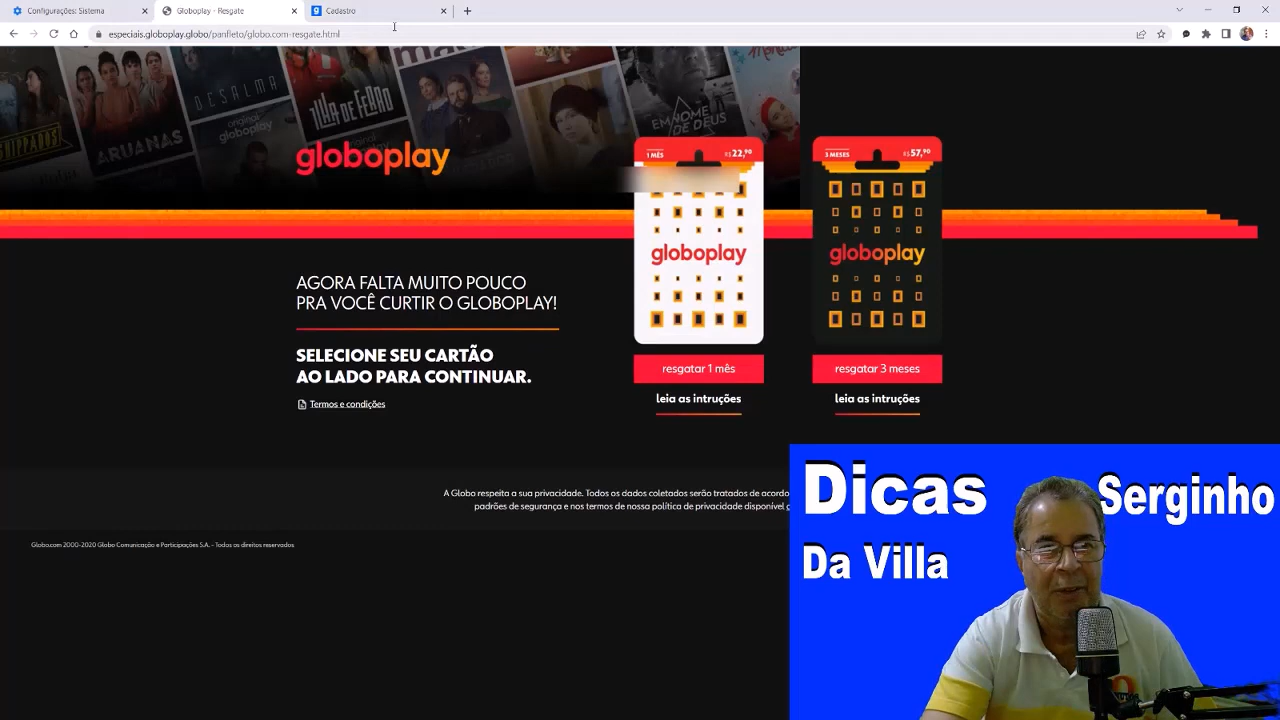 Configurações: Sistema
Globoplay - Resgate
Cadastro
especiais.globoplay.globo/panfleto/globo.com-resgate.html
DESALMA
original globoplay
ARUANAS
ILHA DE FERRO
EM NOME DE DEUS
globoplay
1 MÊS R$22,90
3 MESES R$57,90
globoplay
globoplay
AGORA FALTA MUITO POUCO
PRA VOCÊ CURTIR O GLOBOPLAY!
SELECIONE SEU CARTÃO
AO LADO PARA CONTINUAR.
Termos e condições
resgatar 1 mês
resgatar 3 meses
leia as intruções
leia as intruções
A Globo respeita a sua privacidade. Todos os dados coletados serão tratados de acordo
padrões de segurança e nos termos de nossa política de privacidade disponível
Globo.com 2000-2020 Globo Comunicação e Participações S.A. - Todos os direitos reservados
Dicas
Serginho
Da Villa